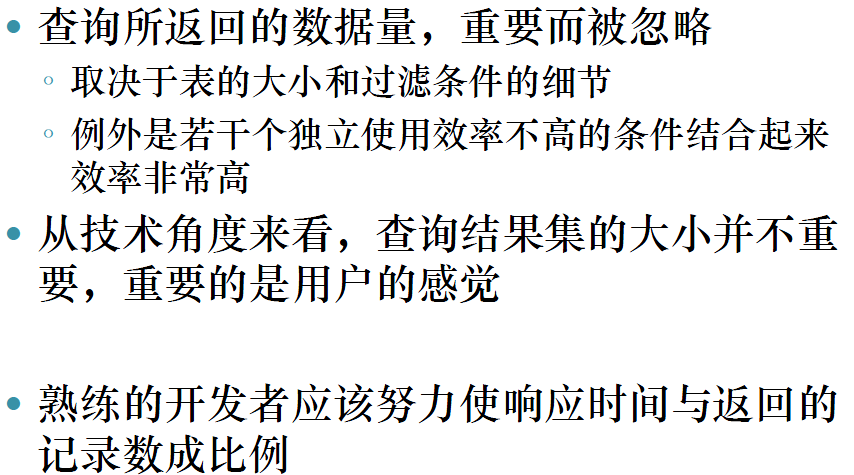 • 查询所返回的数据量，重要而被忽略
○ 取决于表的大小和过滤条件的细节
○ 例外是若干个独立使用效率不高的条件结合起来
效率非常高
• 从技术角度来看，查询结果集的大小并不重
要，重要的是用户的感觉
• 熟练的开发者应该努力使响应时间与返回的
记录数成比例